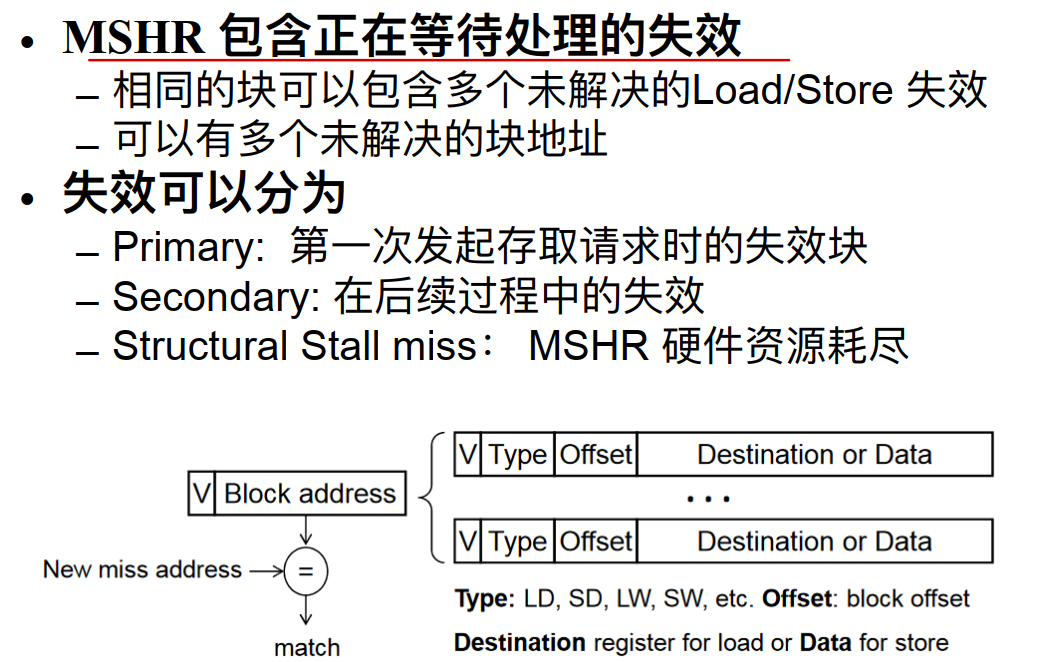 • MSHR 包含正在等待处理的失效
– 相同的块可以包含多个未解决的Load/Store 失效
– 可以有多个未解决的块地址
• 失效可以分为
– Primary: 第一次发起存取请求时的失效块
– Secondary: 在后续过程中的失效
– Structural Stall miss： MSHR 硬件资源耗尽
V Type Offset Destination or Data
V Block address
...
V Type Offset Destination or Data
New miss address =
match
Type: LD, SD, LW, SW, etc. Offset: block offset
Destination register for load or Data for store